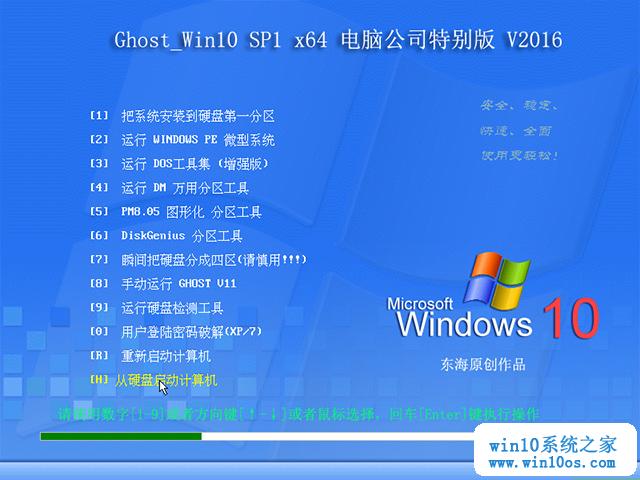 Ghost_Win10 SP1 x64 电脑公司特别版 V2016
安全、稳定、
快速、全面
使用更轻松!
[1] 把系统安装到硬盘第一分区
[2] 运行 WINDOWS PE 微型系统
[3] 运行 DOS工具集 (增强版)
[4] 运行 DM 万用分区工具
[5] PM8.05 图形化 分区工具
[6] DiskGenius 分区工具
[7] 瞬间把硬盘分成四区(请慎用!!!)
[8] 手动运行 GHOST V11
[9] 运行硬盘检测工具
[0] 用户登陆密码破解(XP/7)
[R] 重新启动计算机
[H] 从硬盘启动计算机
Microsoft
Windows 10
东海原创作品
请试用数字[1-9]或者方向键[↑-↓]或者鼠标选择，回车[Enter]键执行操作
win10系统之家
www.win10os.com